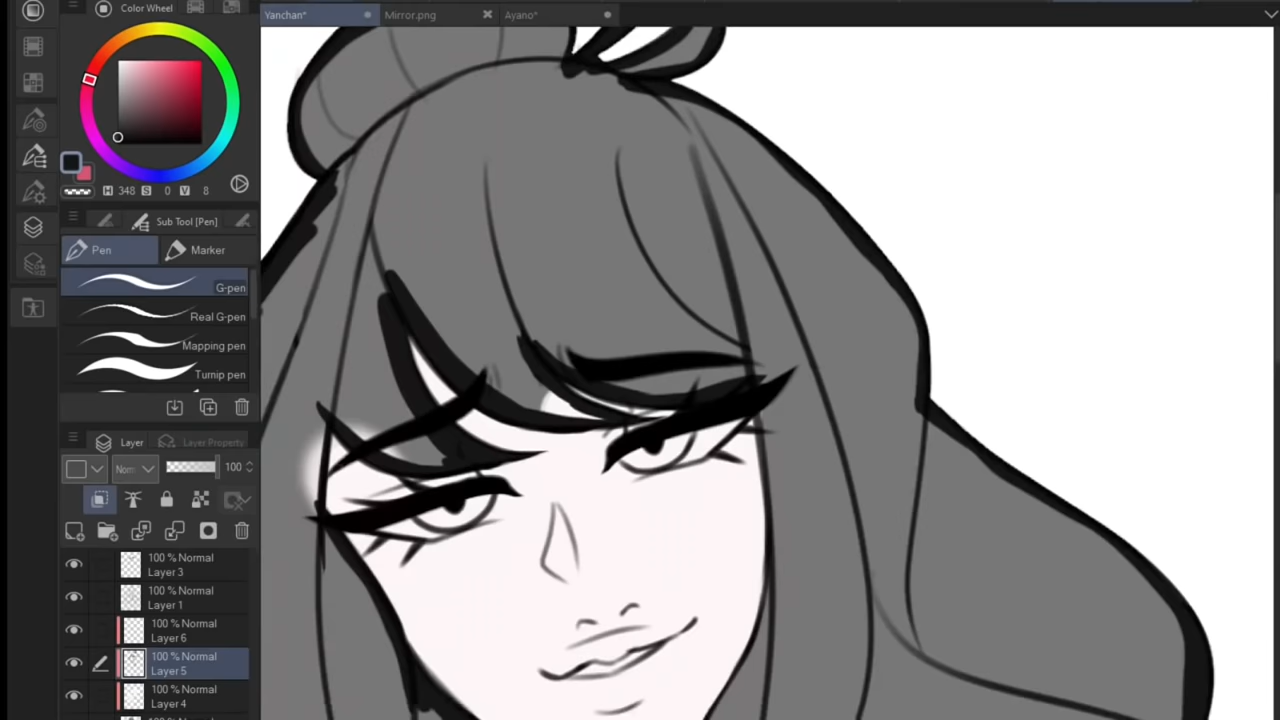 Color Wheel
Yanchan*
Mirror.png
Ayano*
H 348 S 0 V 8
Sub Tool [Pen]
Pen
Marker
G-pen
Real G-pen
Mapping pen
Turnip pen
Layer
Layer Property
Nom
100
100 % Normal
Layer 3
100 % Normal
Layer 1
100 % Normal
Layer 6
100 % Normal
Layer 5
100 % Normal
Layer 4